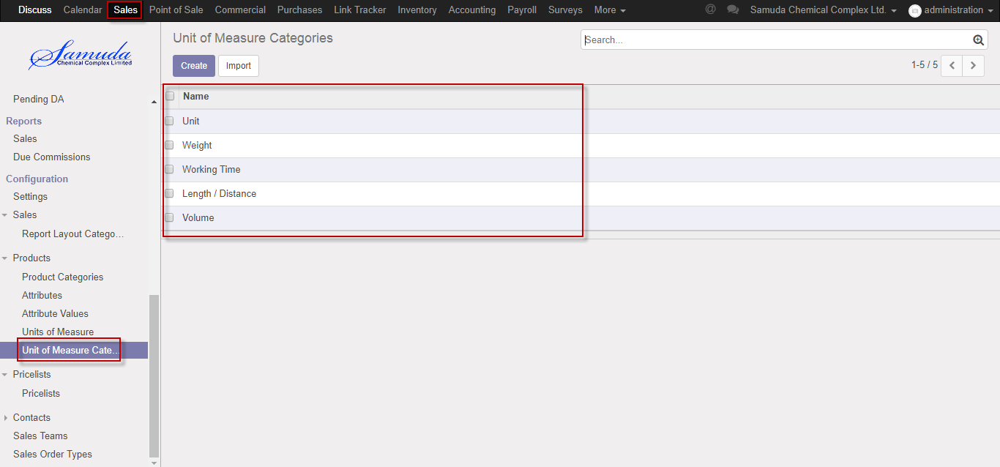 Discuss Calendar Sales Point of Sale Commercial Purchases Link Tracker Inventory Accounting Payroll Surveys More @ Samuda Chemical Complex Ltd. administration
Samuda
Chemical Complex Limited
Pending DA
Reports
Sales
Due Commissions
Configuration
Settings
Sales
Report Layout Catego...
Products
Product Categories
Attributes
Attribute Values
Units of Measure
Unit of Measure Cate...
Pricelists
Pricelists
Contacts
Sales Teams
Sales Order Types
Unit of Measure Categories
Search...
Create Import
1-5 / 5
Name
Unit
Weight
Working Time
Length / Distance
Volume